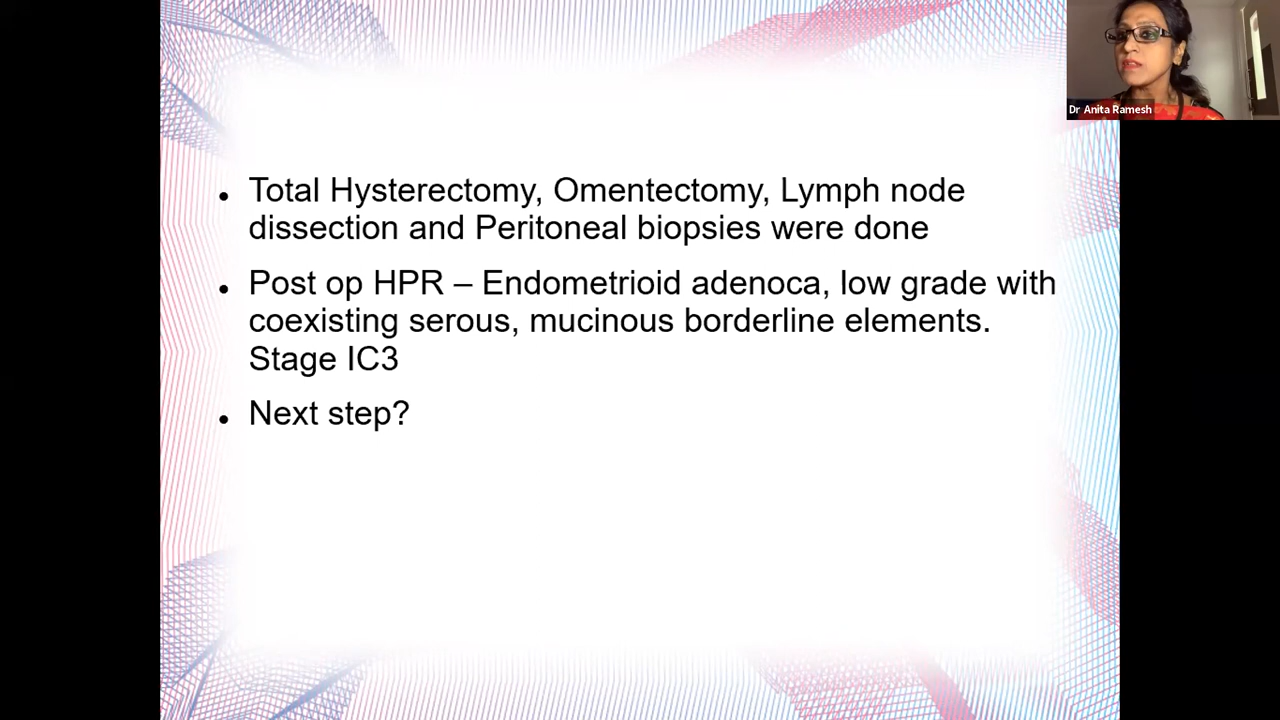 Dr Anita Ramesh
• Total Hysterectomy, Omentectomy, Lymph node
dissection and Peritoneal biopsies were done
• Post op HPR – Endometrioid adenoca, low grade with
coexisting serous, mucinous borderline elements.
Stage IC3
• Next step?